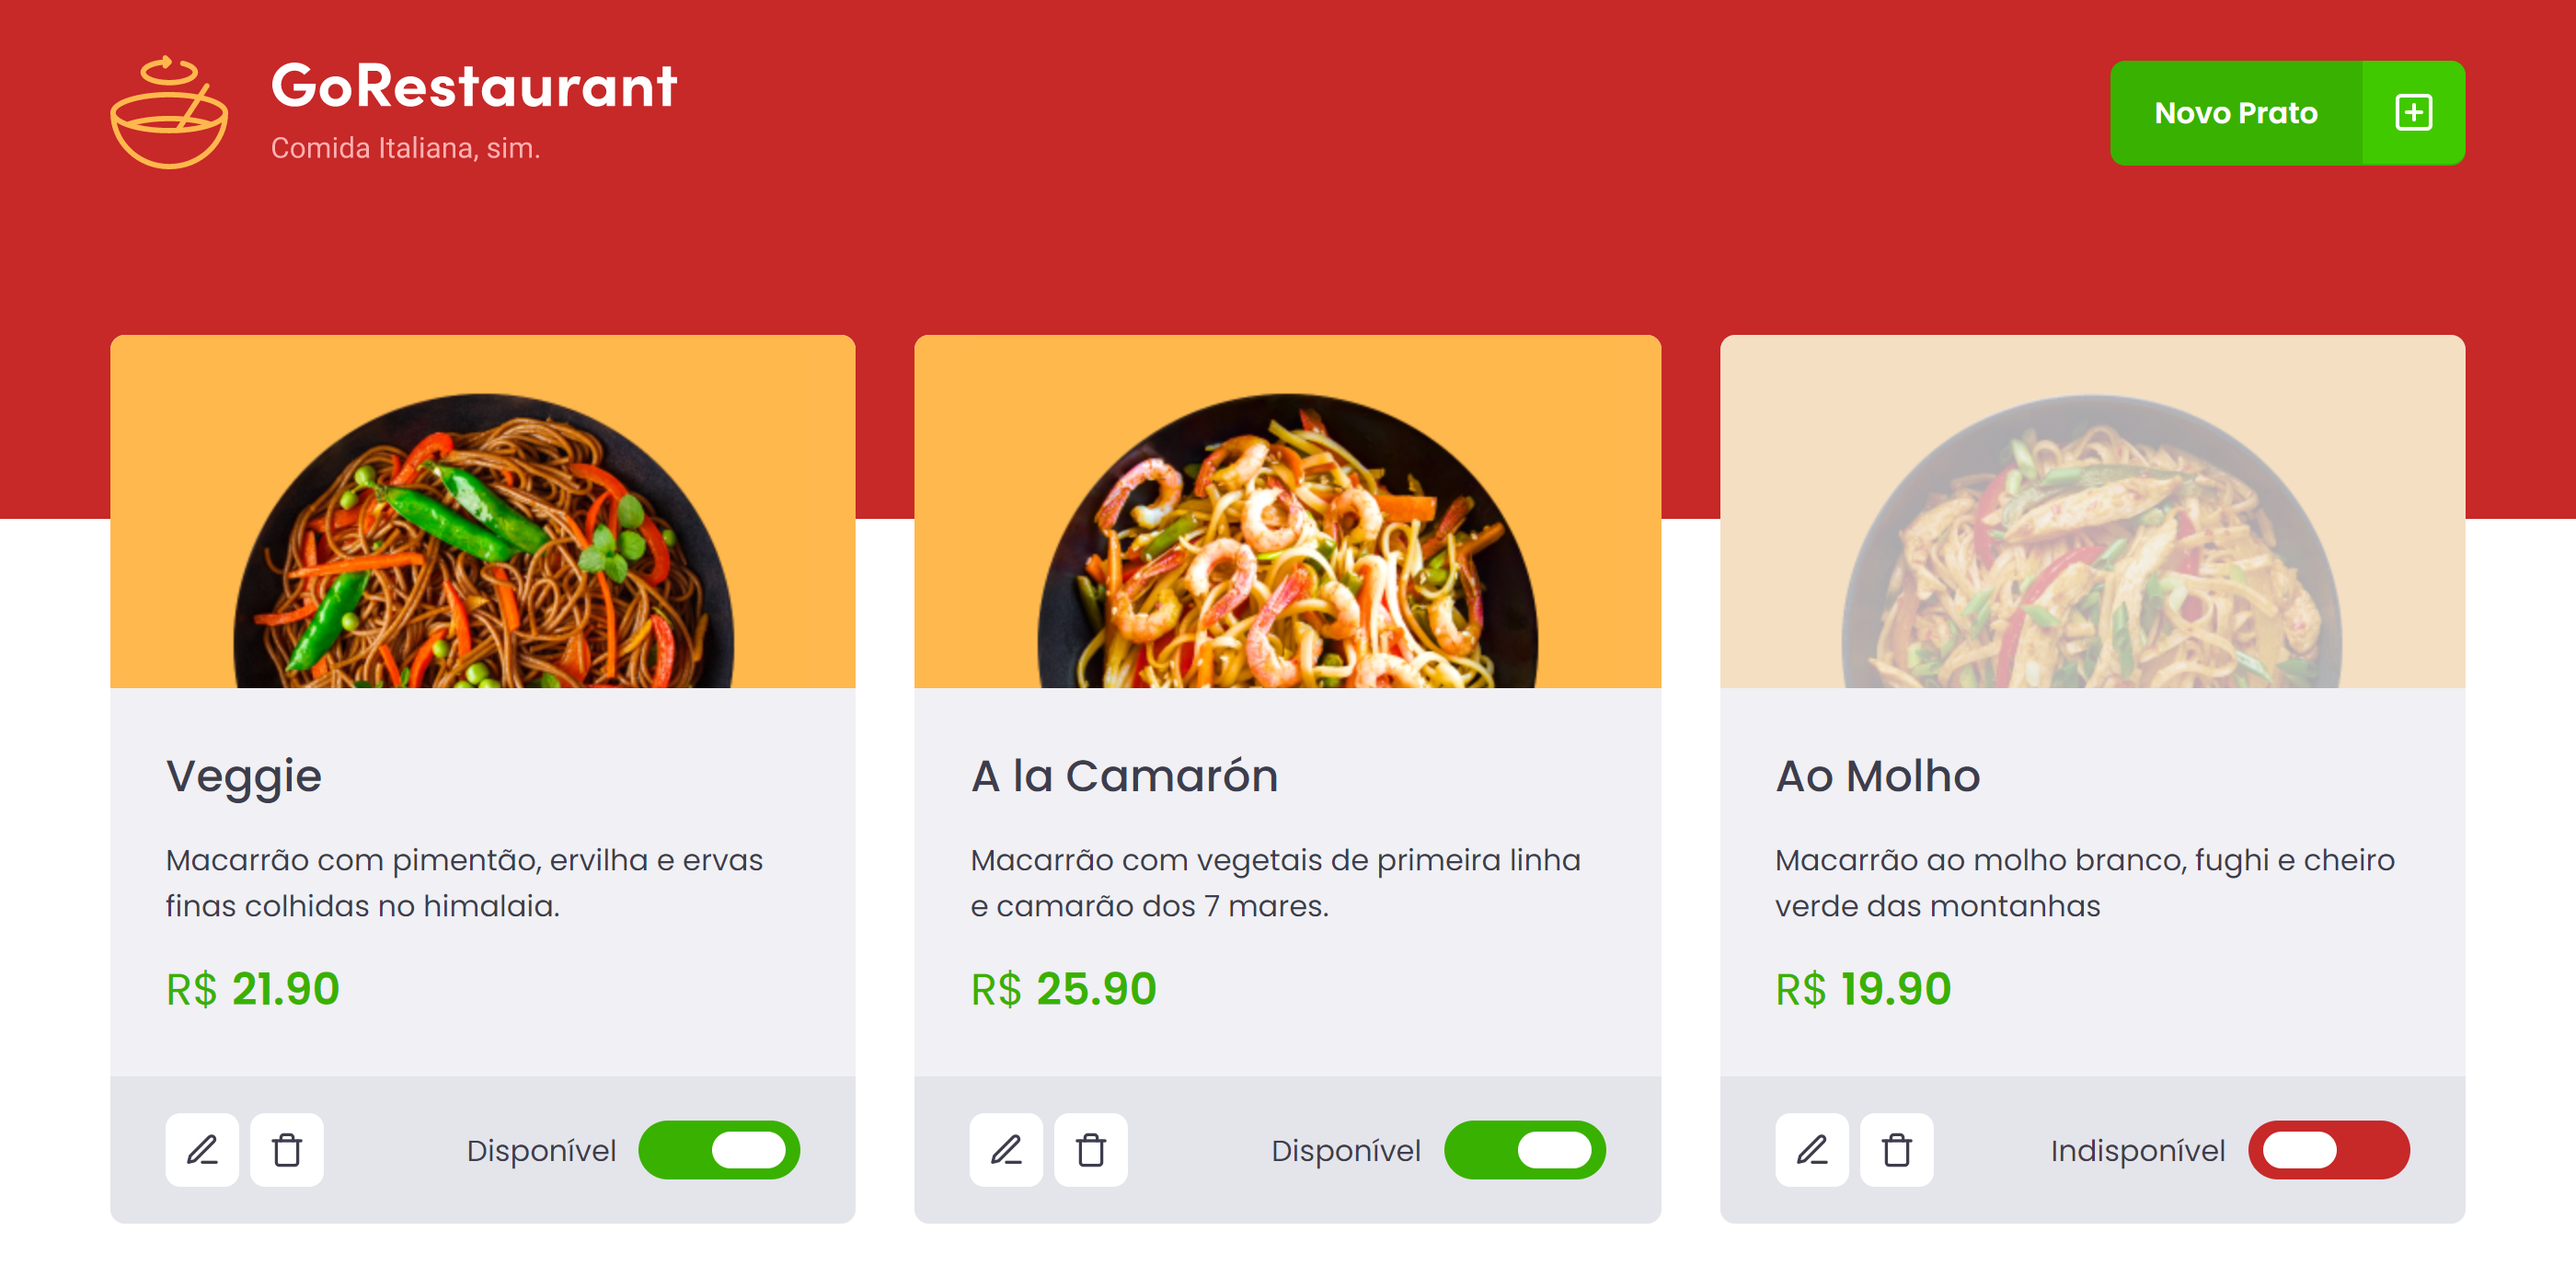 GoRestaurant
Comida Italiana, sim.
Novo Prato
Veggie
Macarrão com pimentão, ervilha e ervas
finas colhidas no himalaia.
R$ 21.90
Disponível
A la Camarón
Macarrão com vegetais de primeira linha
e camarão dos 7 mares.
R$ 25.90
Disponível
Ao Molho
Macarrão ao molho branco, fughi e cheiro
verde das montanhas
R$ 19.90
Indisponível